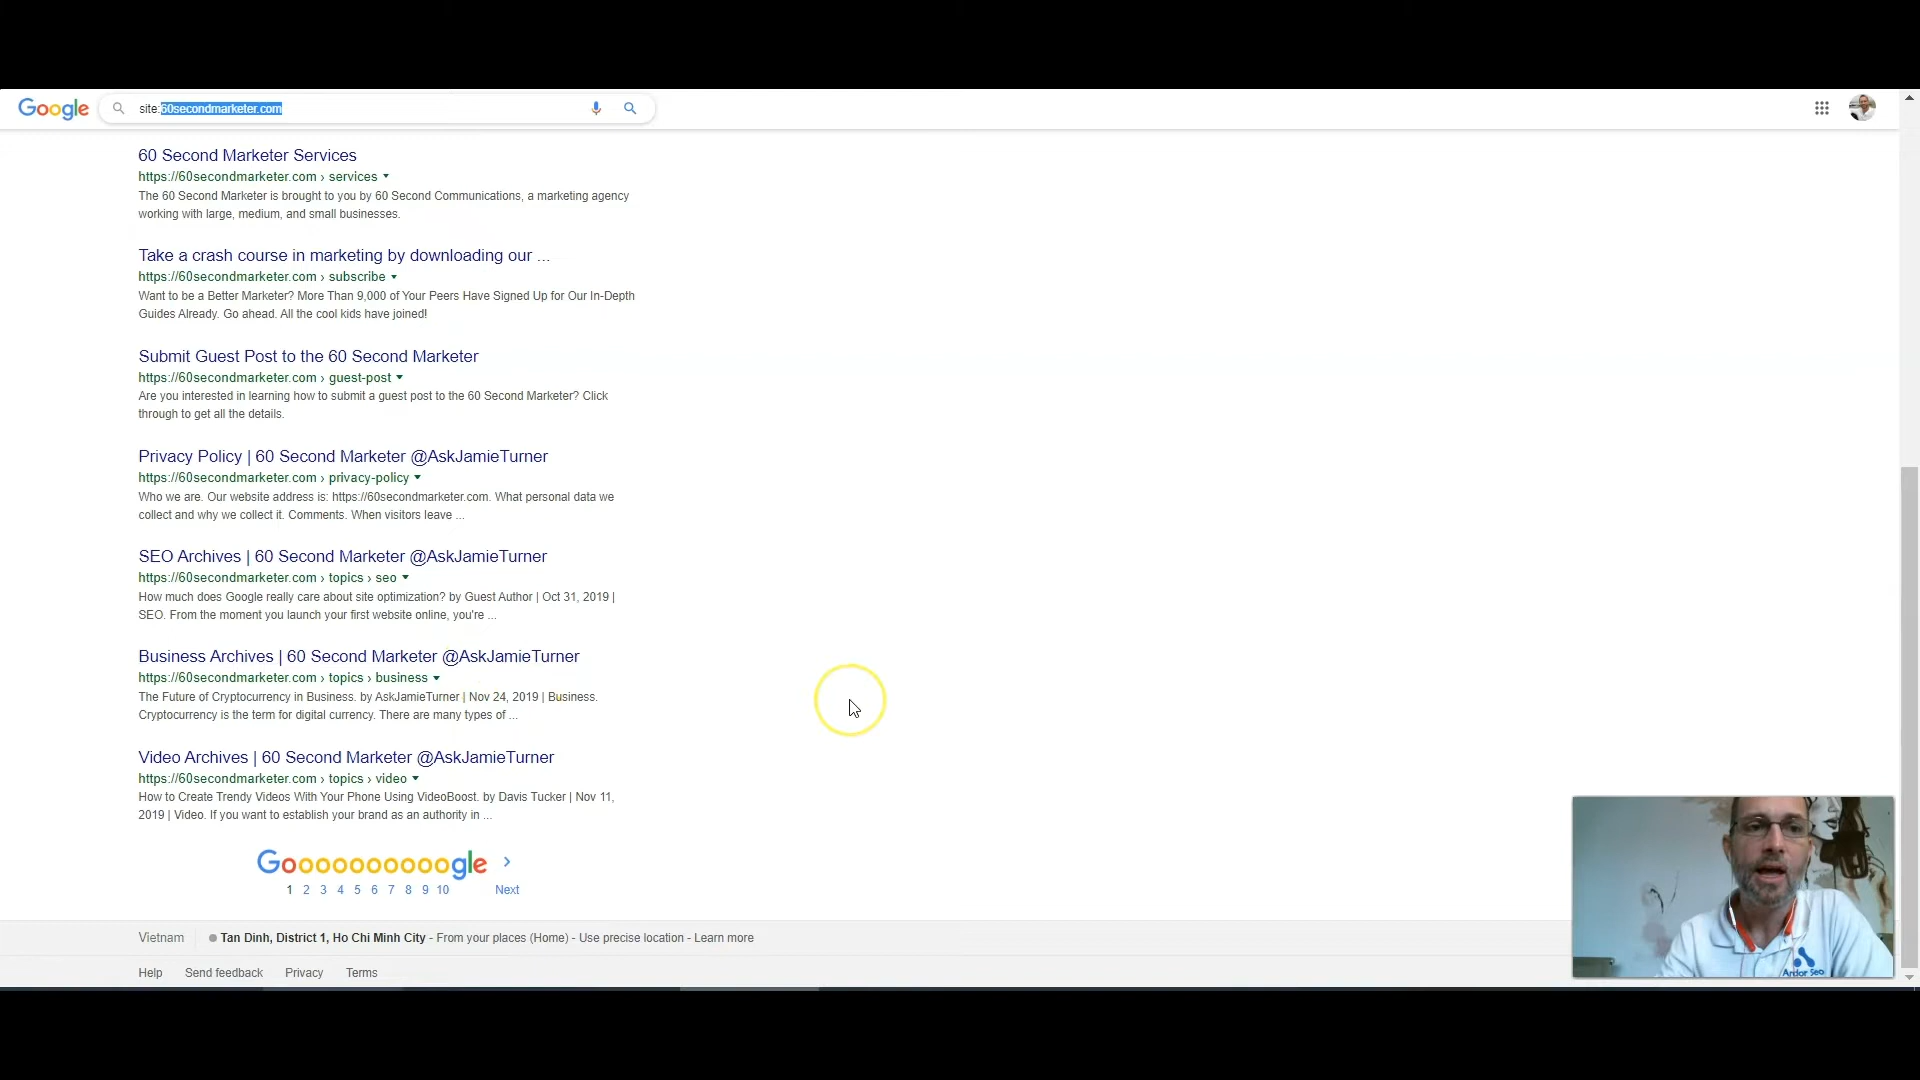 Google
site:60secondmarketer.com
60 Second Marketer Services
https://60secondmarketer.com › services
The 60 Second Marketer is brought to you by 60 Second Communications, a marketing agency
working with large, medium, and small businesses.
Take a crash course in marketing by downloading our ...
https://60secondmarketer.com › subscribe
Want to be a Better Marketer? More Than 9,000 of Your Peers Have Signed Up for Our In-Depth
Guides Already. Go ahead. All the cool kids have joined!
Submit Guest Post to the 60 Second Marketer
https://60secondmarketer.com › guest-post
Are you interested in learning how to submit a guest post to the 60 Second Marketer? Click
through to get all the details.
Privacy Policy | 60 Second Marketer @AskJamieTurner
https://60secondmarketer.com › privacy-policy
Who we are. Our website address is: https://60secondmarketer.com. What personal data we
collect and why we collect it. Comments. When visitors leave ...
SEO Archives | 60 Second Marketer @AskJamieTurner
https://60secondmarketer.com › topics › seo
How much does Google really care about site optimization? by Guest Author | Oct 31, 2019 |
SEO. From the moment you launch your first website online, you're ...
Business Archives | 60 Second Marketer @AskJamieTurner
https://60secondmarketer.com › topics › business
The Future of Cryptocurrency in Business. by AskJamieTurner | Nov 24, 2019 | Business.
Cryptocurrency is the term for digital currency. There are many types of ...
Video Archives | 60 Second Marketer @AskJamieTurner
https://60secondmarketer.com › topics › video
How to Create Trendy Videos With Your Phone Using VideoBoost. by Davis Tucker | Nov 11,
2019 | Video. If you want to establish your brand as an authority in ...
Goooooooooogle >
1 2 3 4 5 6 7 8 9 10 Next
Vietnam Tan Dinh, District 1, Ho Chi Minh City - From your places (Home) - Use precise location - Learn more
Help Send feedback Privacy Terms
Ardor Seo